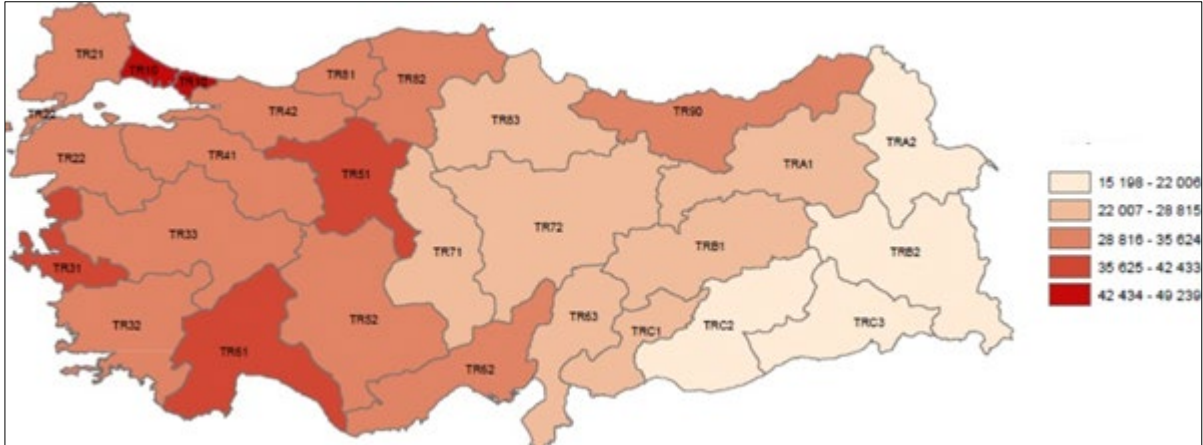 TR21
TR10
TR10
TR81
TR82
TR42
TR83
TR90
TRA2
TRA1
TR22
TR22
TR41
TR51
TR33
TR31
TR71
TR72
TRB1
TRB2
TR32
TR61
TR52
TR62
TR63
TRC1
TRC2
TRC3
15 198 - 22 006
22 007 - 28 815
28 816 - 35 624
35 625 - 42 433
42 434 - 49 239